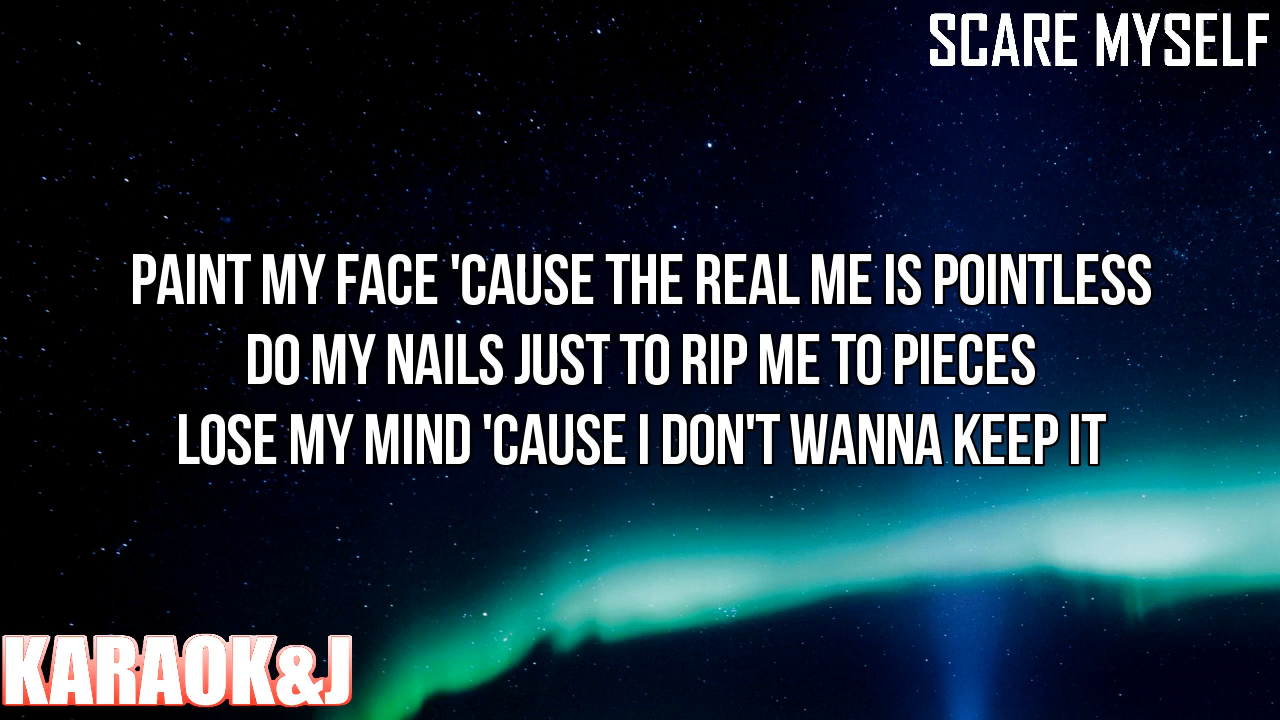 SCARE MYSELF
PAINT MY FACE 'CAUSE THE REAL ME IS POINTLESS
DO MY NAILS JUST TO RIP ME TO PIECES
LOSE MY MIND 'CAUSE I DON'T WANNA KEEP IT
KARAOK&J